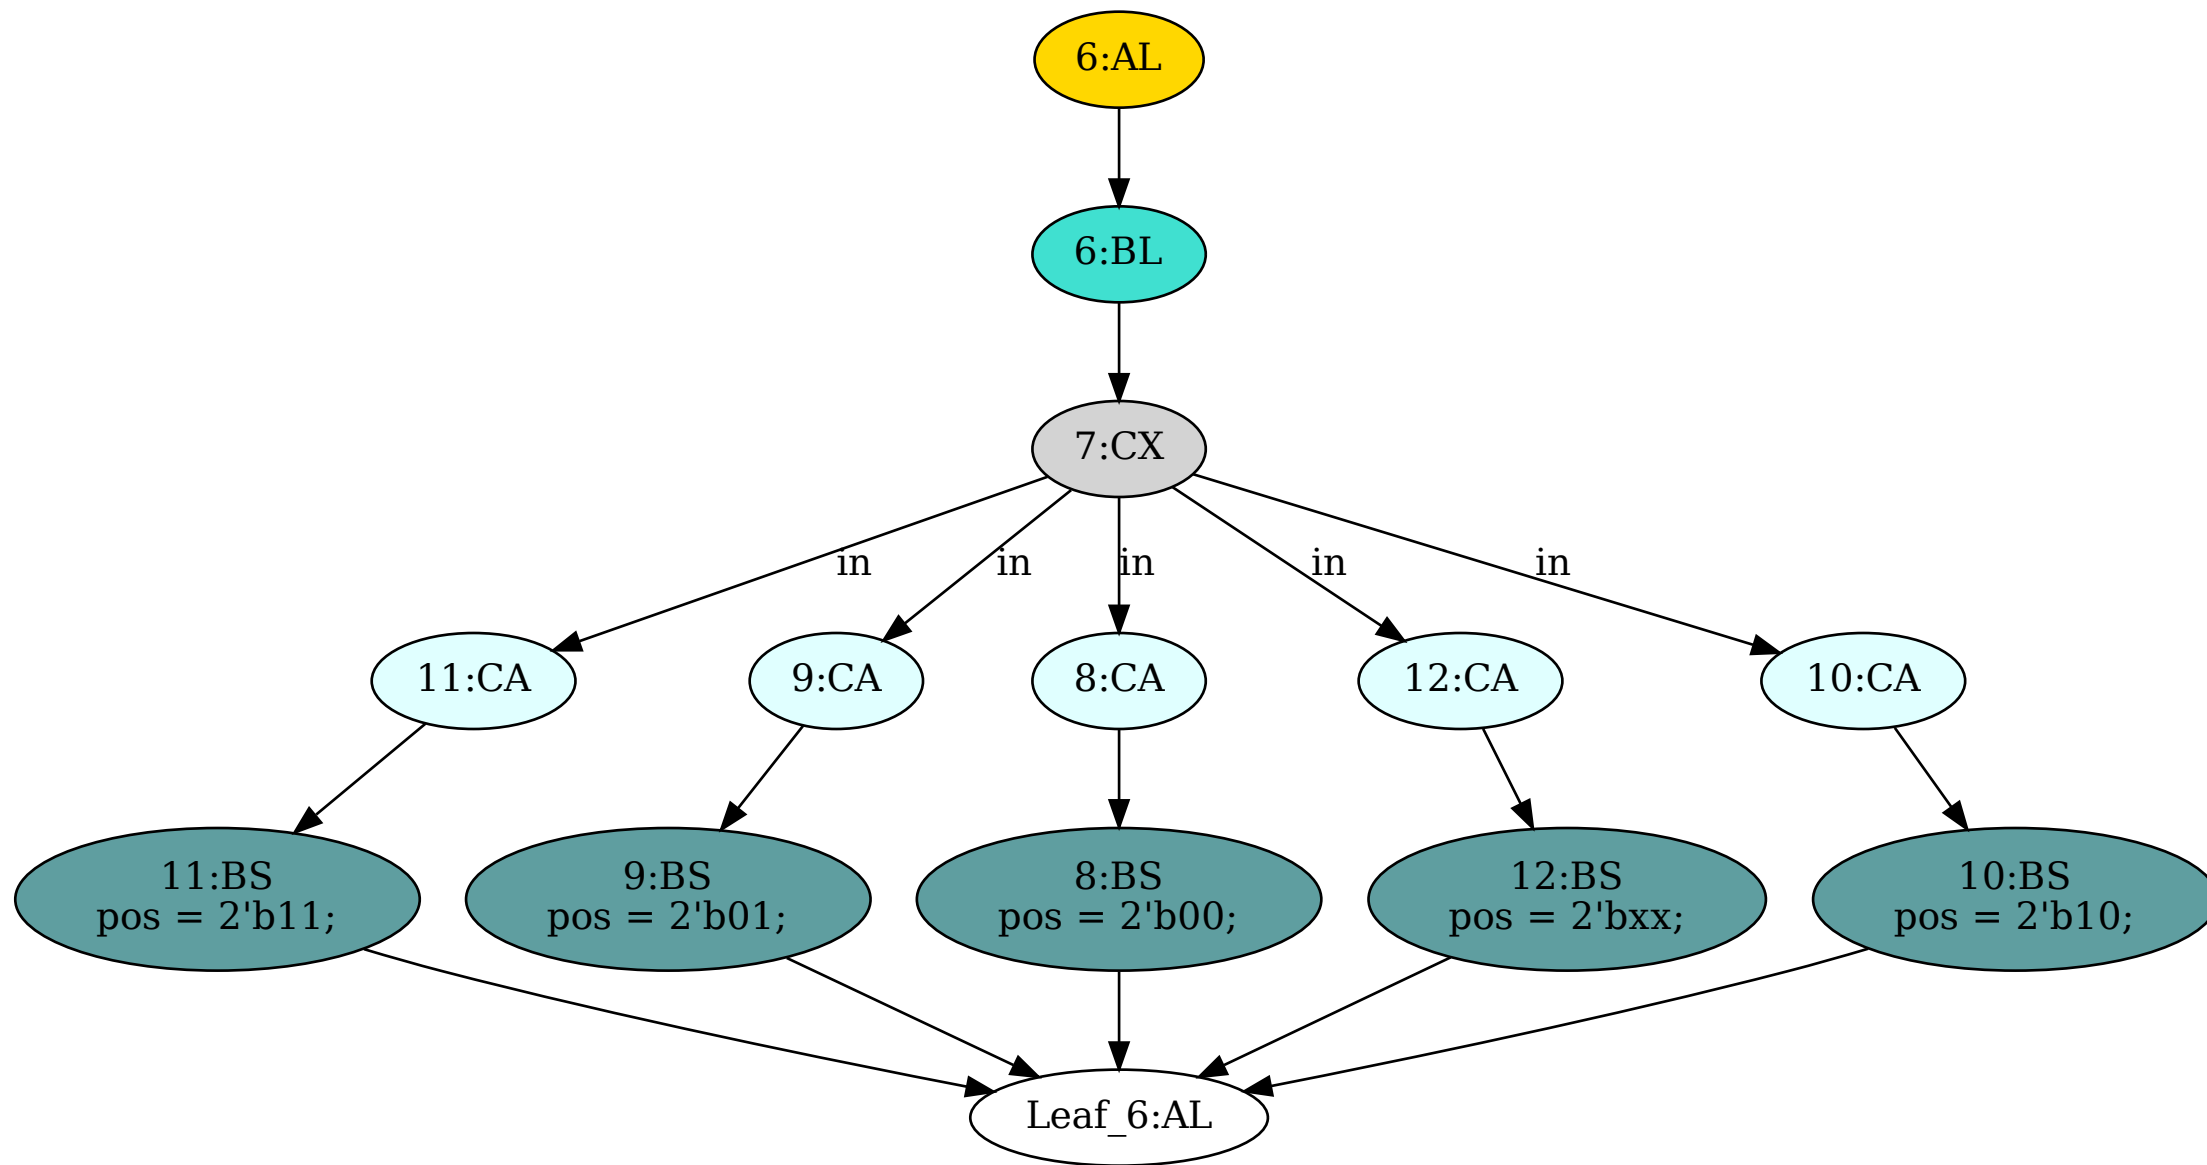 6:AL
6:BL
7:CX
in
in
in
in
in
11:CA
9:CA
8:CA
12:CA
10:CA
11:BS
pos = 2'b11;
9:BS
pos = 2'b01;
8:BS
pos = 2'b00;
12:BS
pos = 2'bxx;
10:BS
pos = 2'b10;
Leaf_6:AL